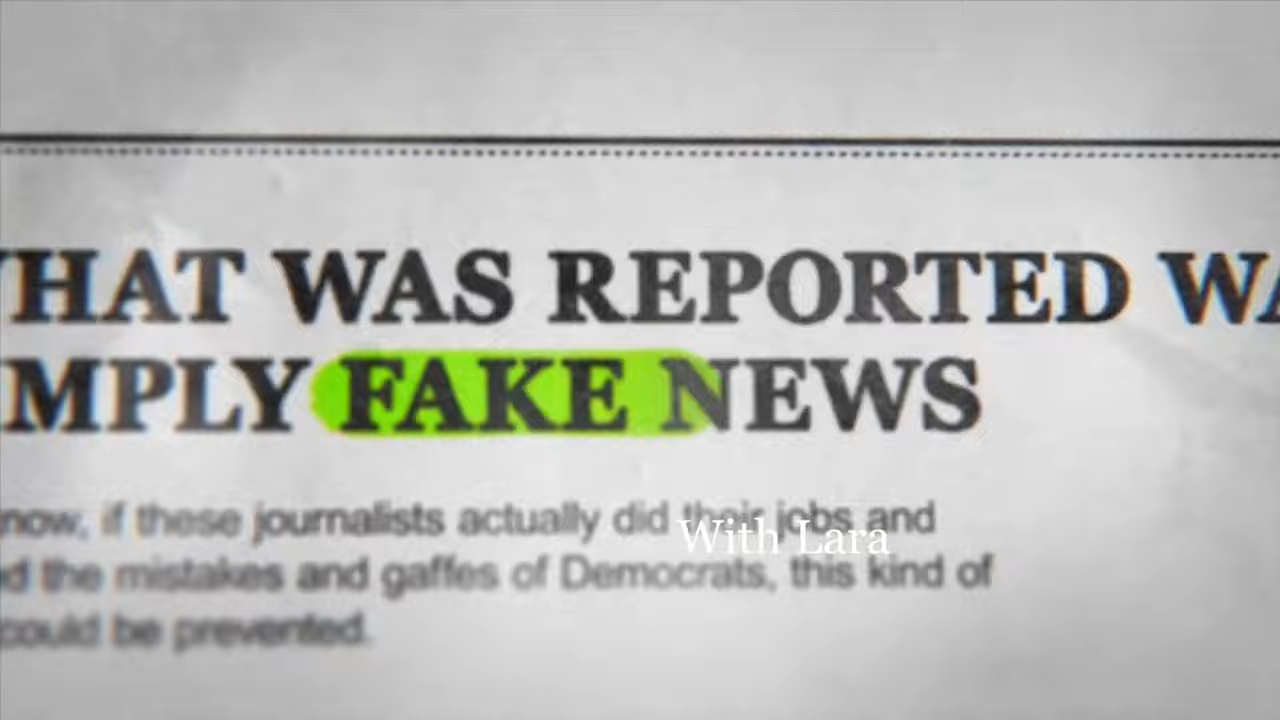 HAT WAS REPORTED WA
MPLY FAKE NEWS
now, if these journalists actually did their jobs and
d the mistakes and gaffes of Democrats, this kind of
could be prevented.
With Lara